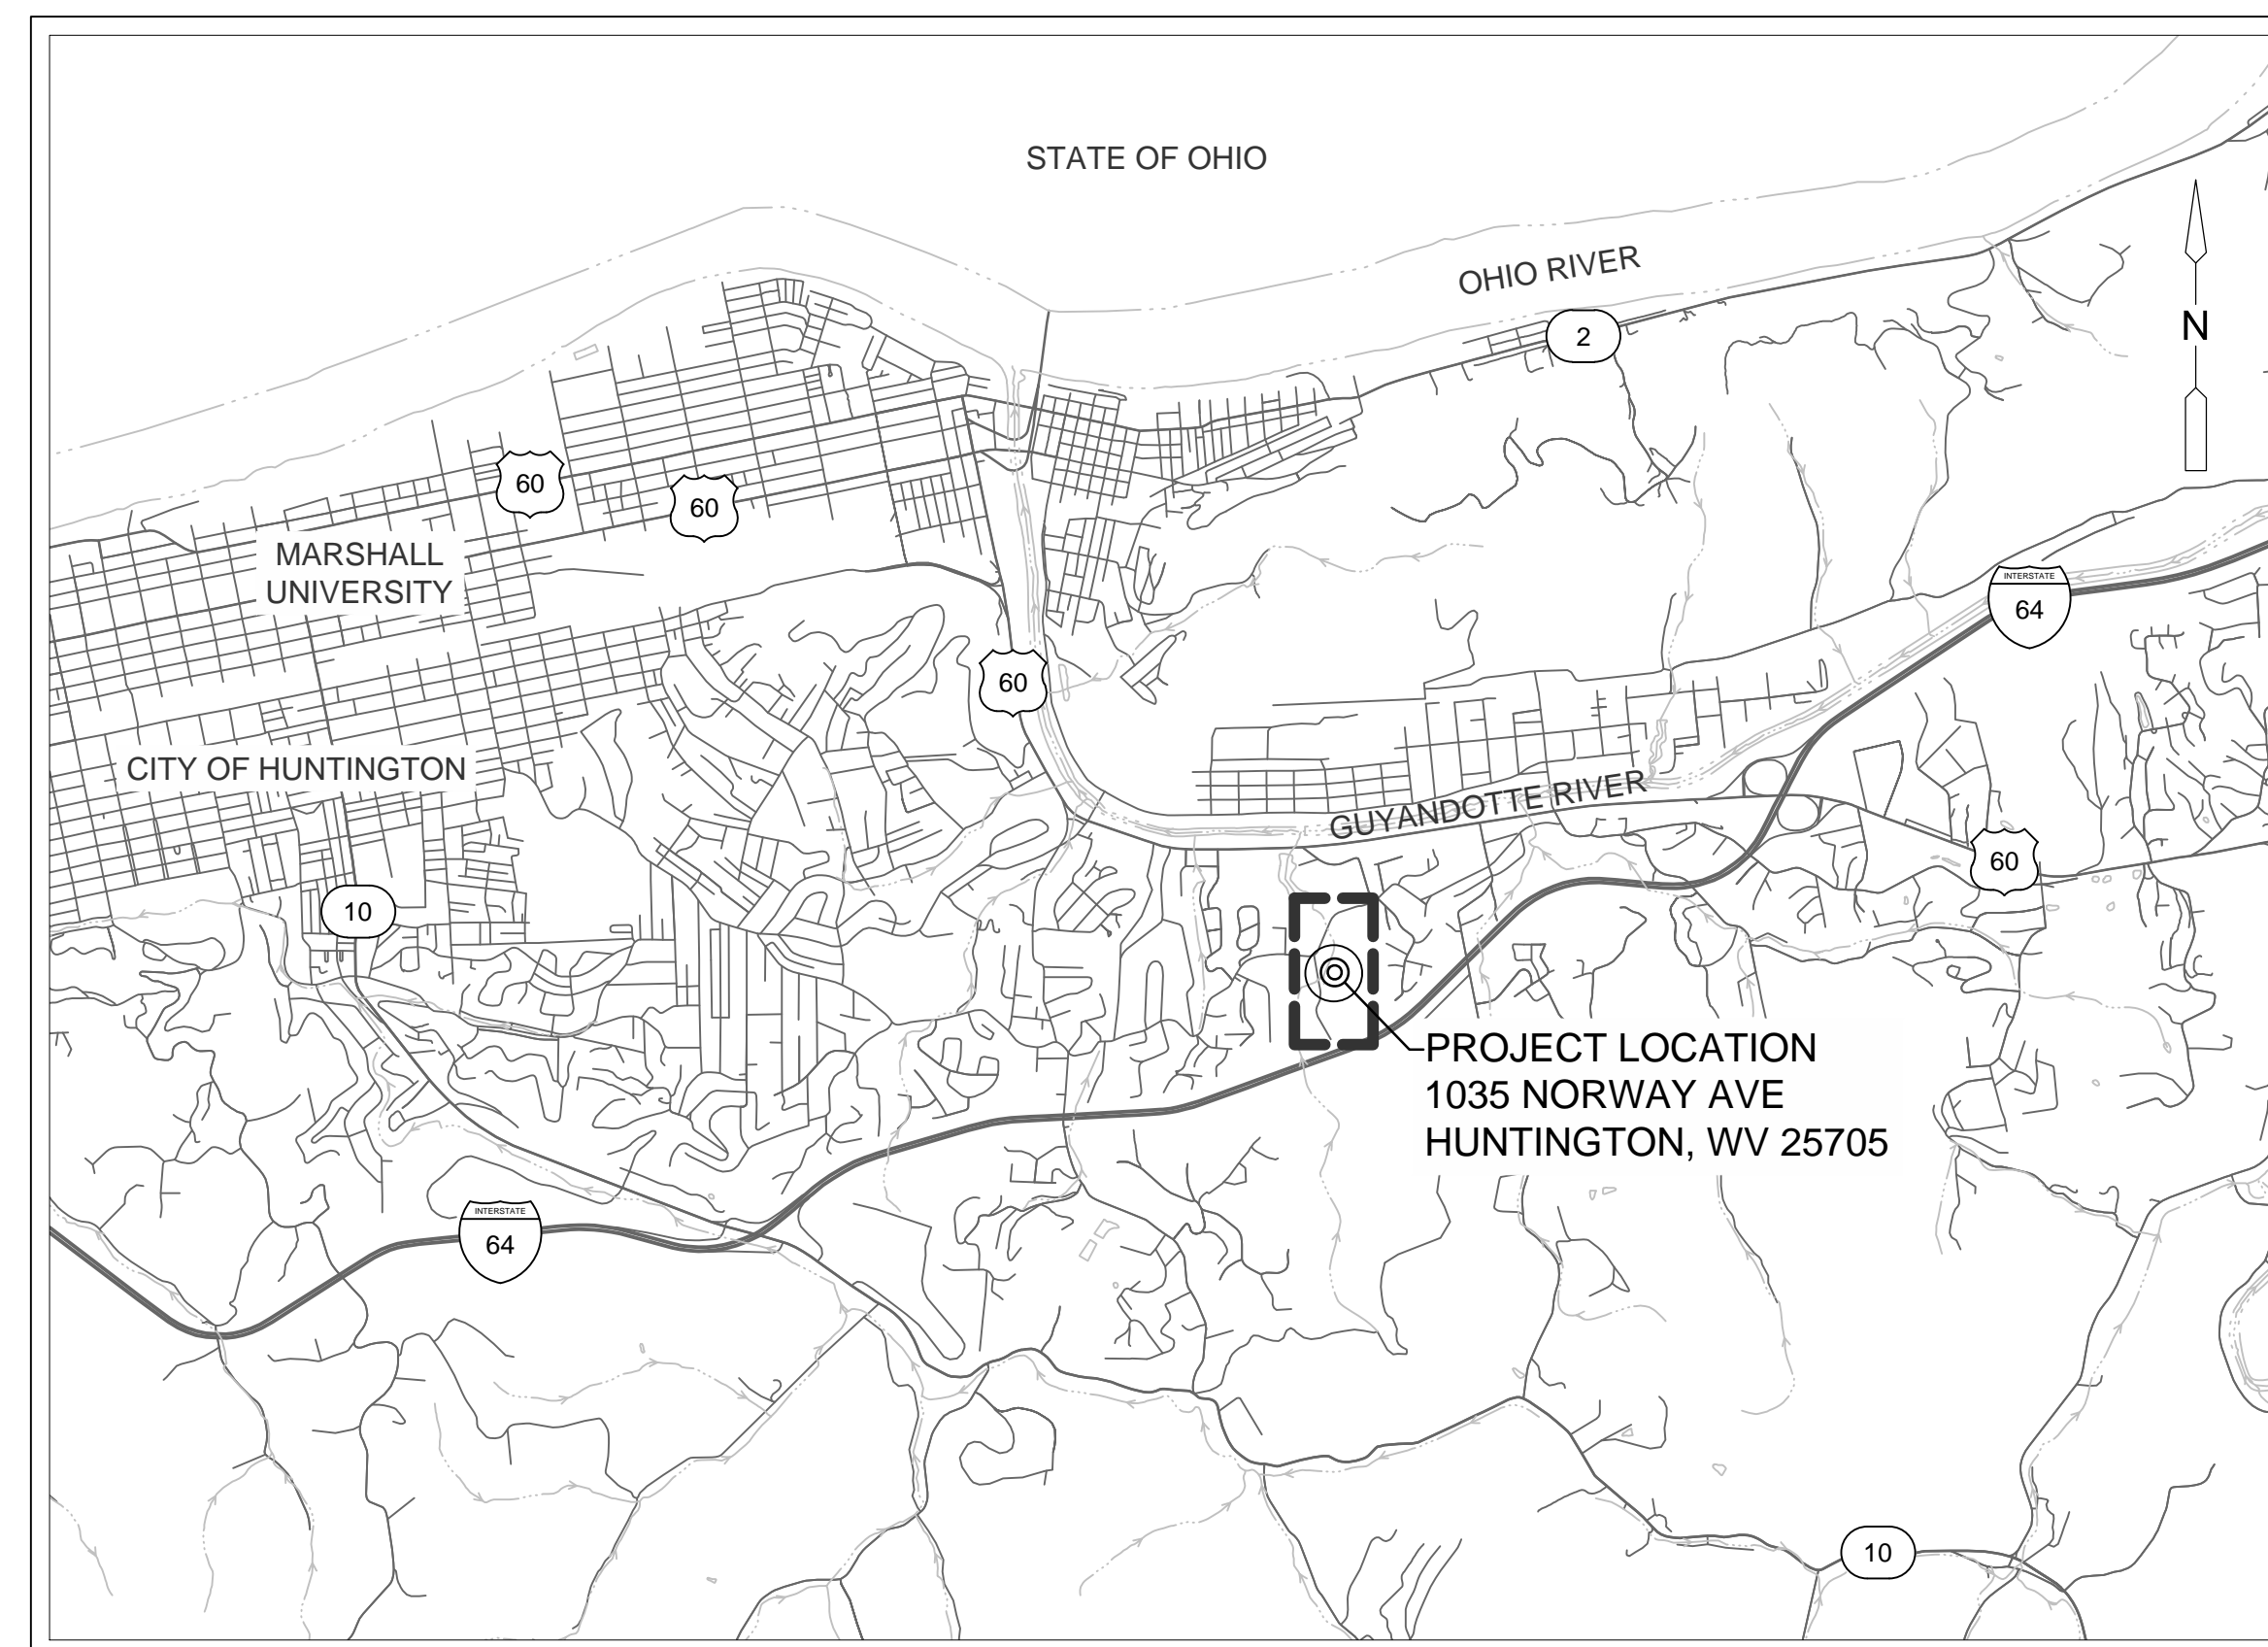 STATE OF OHIO
OHIO RIVER
2
N
60
60
MARSHALL
UNIVERSITY
INTERSTATE
64
60
CITY OF HUNTINGTON
GUYANDOTTE RIVER
60
10
PROJECT LOCATION
1035 NORWAY AVE
HUNTINGTON, WV 25705
INTERSTATE
64
10